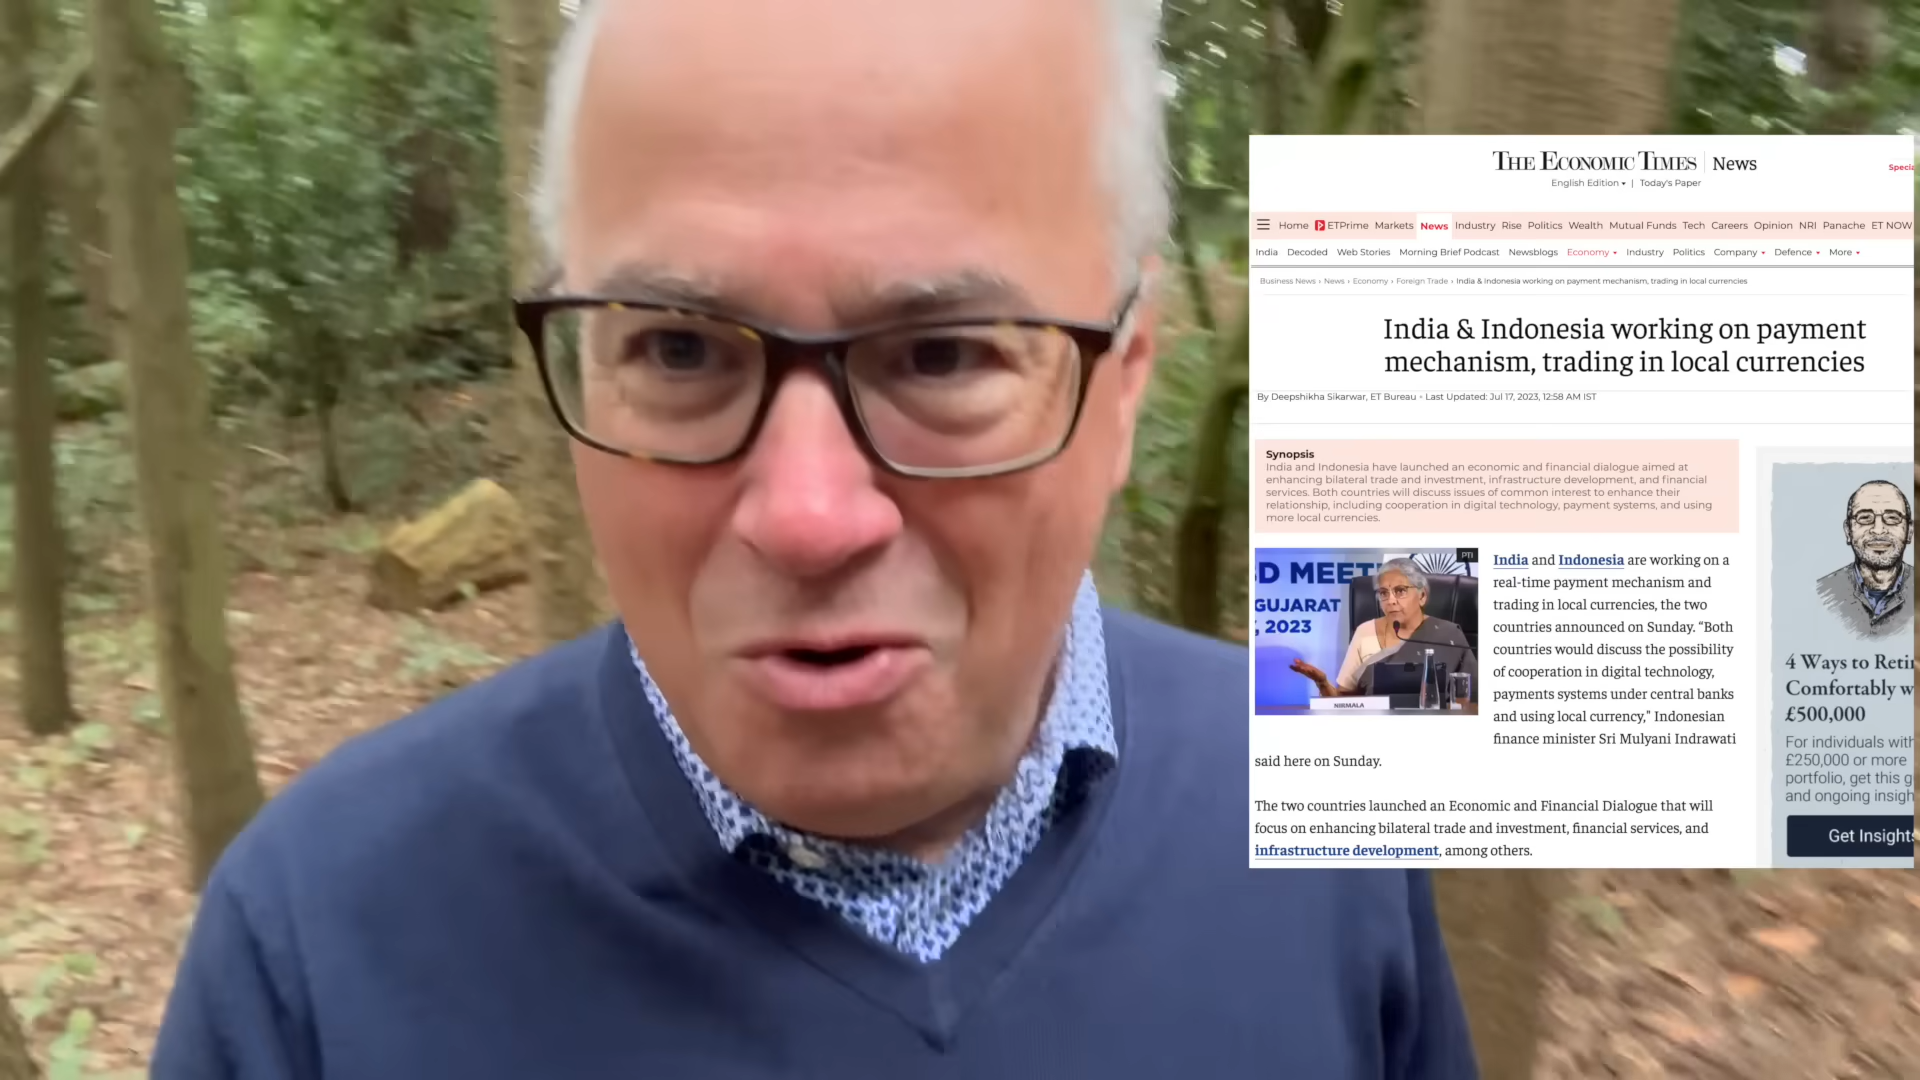 THE ECONOMIC TIMES | News
English Edition | Today's Paper
Home ETPrime Markets News Industry Rise Politics Wealth Mutual Funds Tech Careers Opinion NRI Panache ET NOW
India Decoded Web Stories Morning Brief Podcast Newsblogs Economy Industry Politics Company Defence More
Business News › News › Economy › Foreign Trade › India & Indonesia working on payment mechanism, trading in local currencies
India & Indonesia working on payment
mechanism, trading in local currencies
By Deepshikha Sikarwar, ET Bureau • Last Updated: Jul 17, 2023, 12:58 AM IST
Synopsis
India and Indonesia have launched an economic and financial dialogue aimed at
enhancing bilateral trade and investment, infrastructure development, and financial
services. Both countries will discuss issues of common interest to enhance their
relationship, including cooperation in digital technology, payment systems, and using
more local currencies.
PTI
D MEET
GUJARAT
, 2023
NIRMALA
India and Indonesia are working on a
real-time payment mechanism and
trading in local currencies, the two
countries announced on Sunday. “Both
countries would discuss the possibility
of cooperation in digital technology,
payments systems under central banks
and using local currency," Indonesian
finance minister Sri Mulyani Indrawati
said here on Sunday.
The two countries launched an Economic and Financial Dialogue that will
focus on enhancing bilateral trade and investment, financial services, and
infrastructure development, among others.
4 Ways to
Comfortably
£500,000
For individuals with
£250,000 or more
portfolio, get this
and ongoing
Get Insights